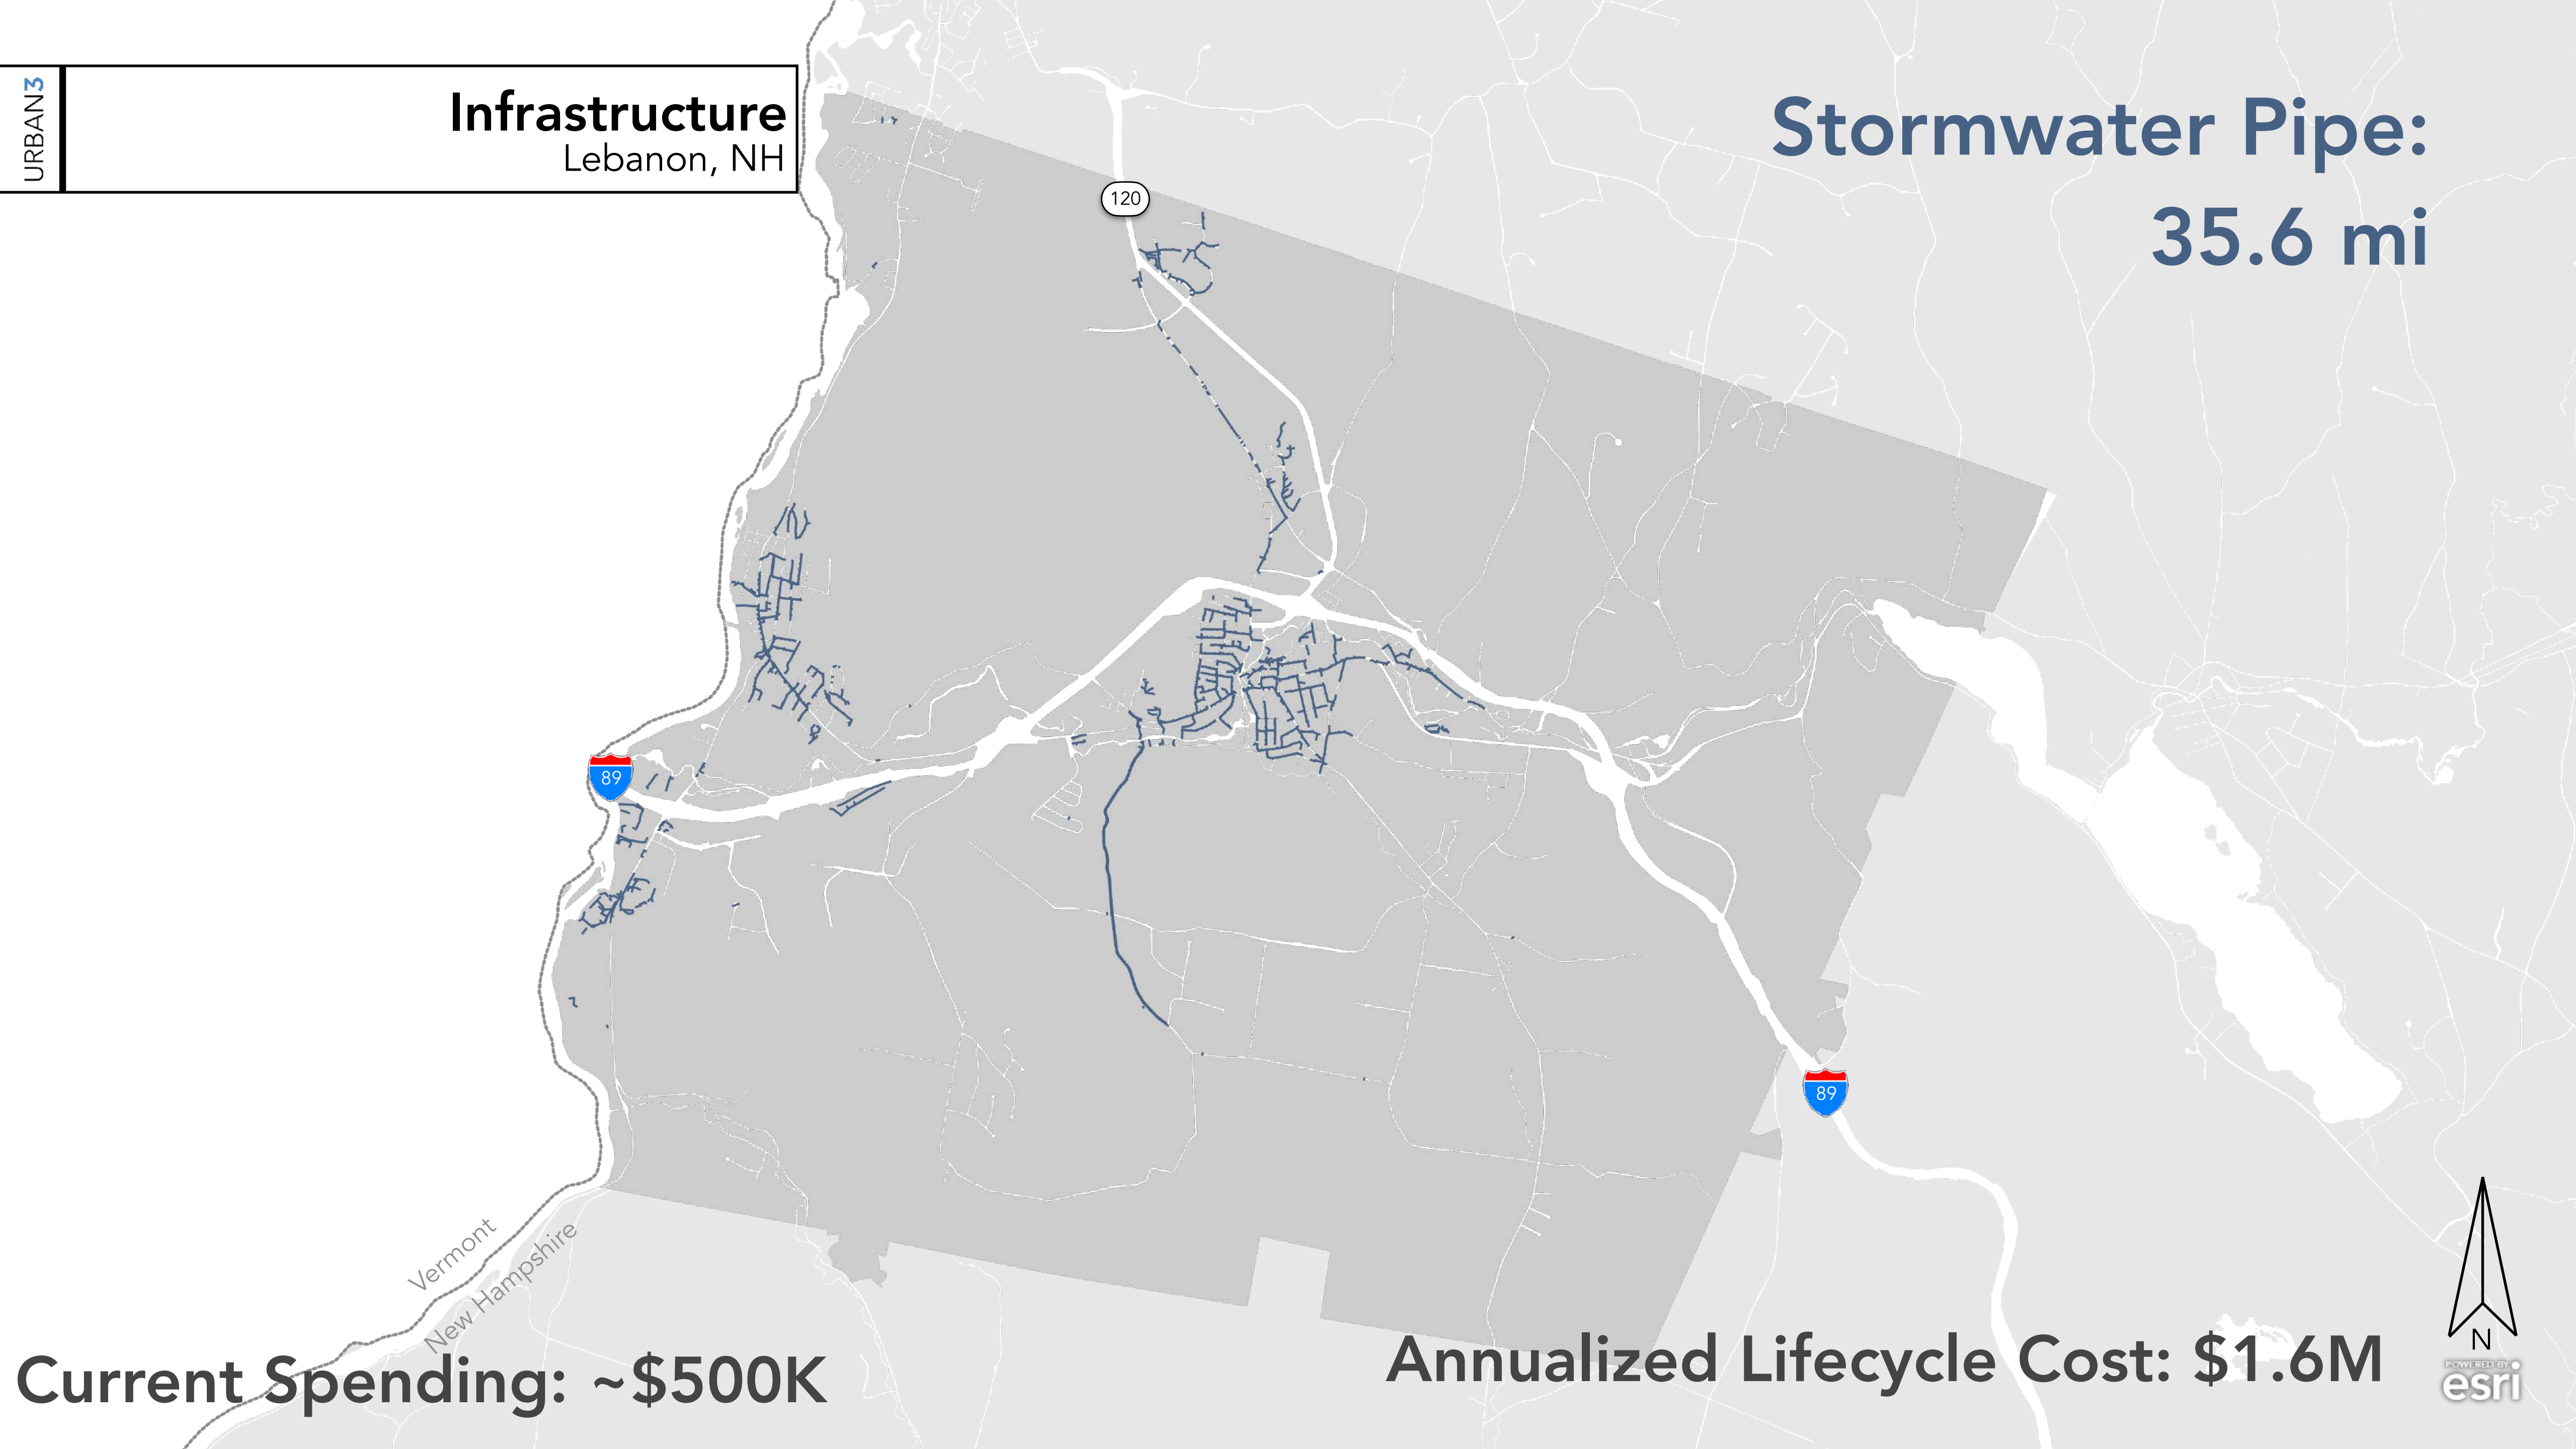 URBAN3
Infrastructure
Lebanon, NH
Stormwater Pipe:
35.6 mi
120
89
89
Vermont
New Hampshire
Current Spending: ~$500K
Annualized Lifecycle Cost: $1.6M
N
POWERED BY
esri